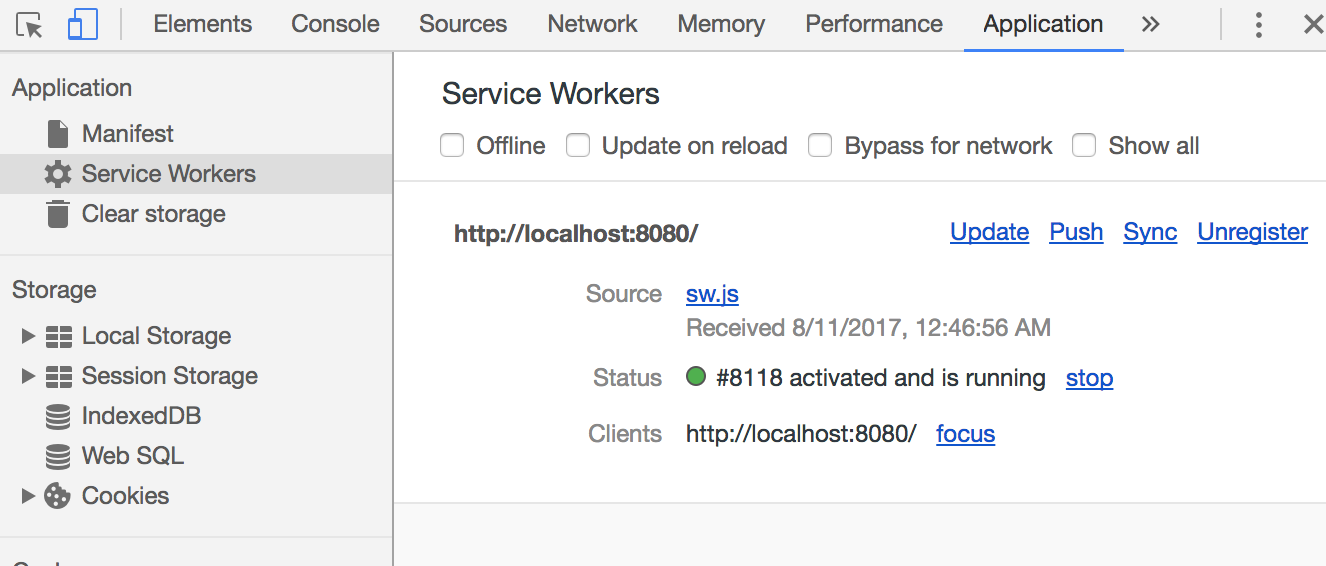 Elements Console Sources Network Memory Performance Application
Application
Manifest
Service Workers
Clear storage
Storage
Local Storage
Session Storage
IndexedDB
Web SQL
Cookies
Service Workers
Offline Update on reload Bypass for network Show all
http://localhost:8080/ Update Push Sync Unregister
Source sw.js
Received 8/11/2017, 12:46:56 AM
Status #8118 activated and is running stop
Clients http://localhost:8080/ focus